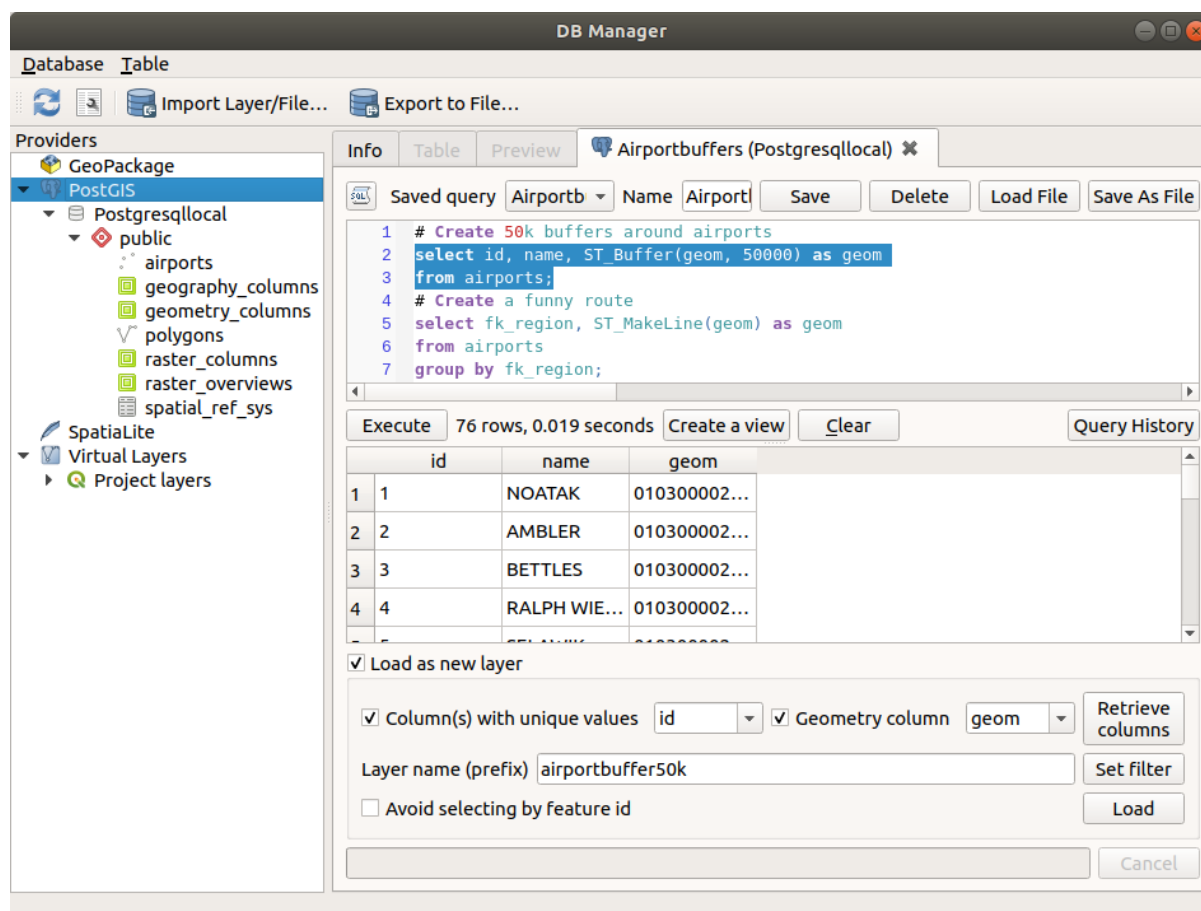 DB Manager
Database Table
Import Layer/File... Export to File...
Providers
GeoPackage
PostGIS
Postgresqllocal
public
airports
geography_columns
geometry_columns
polygons
raster_columns
raster_overviews
spatial_ref_sys
SpatiaLite
Virtual Layers
Project layers
Info Table Preview Airportbuffers (Postgresqllocal)
SQL Saved query Airportb Name Airportl Save Delete Load File Save As File
1 # Create 50k buffers around airports
2 select id, name, ST_Buffer(geom, 50000) as geom
3 from airports;
4 # Create a funny route
5 select fk_region, ST_MakeLine(geom) as geom
6 from airports
7 group by fk_region;
Execute 76 rows, 0.019 seconds Create a view Clear Query History
id name geom
1 1 NOATAK 010300002...
2 2 AMBLER 010300002...
3 3 BETTLES 010300002...
4 4 RALPH WIE... 010300002...
Load as new layer
Column(s) with unique values id Geometry column geom Retrieve columns
Layer name (prefix) airportbuffer50k Set filter
Avoid selecting by feature id Load
Cancel